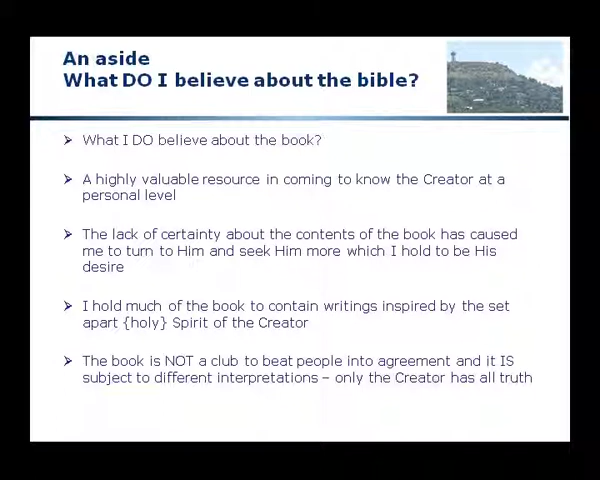 An aside
What DO I believe about the bible?
What I DO believe about the book?
A highly valuable resource in coming to know the Creator at a
personal level
The lack of certainty about the contents of the book has caused
me to turn to Him and seek Him more which I hold to be His
desire
I hold much of the book to contain writings inspired by the set
apart {holy} Spirit of the Creator
The book is NOT a club to beat people into agreement and it IS
subject to different interpretations – only the Creator has all truth